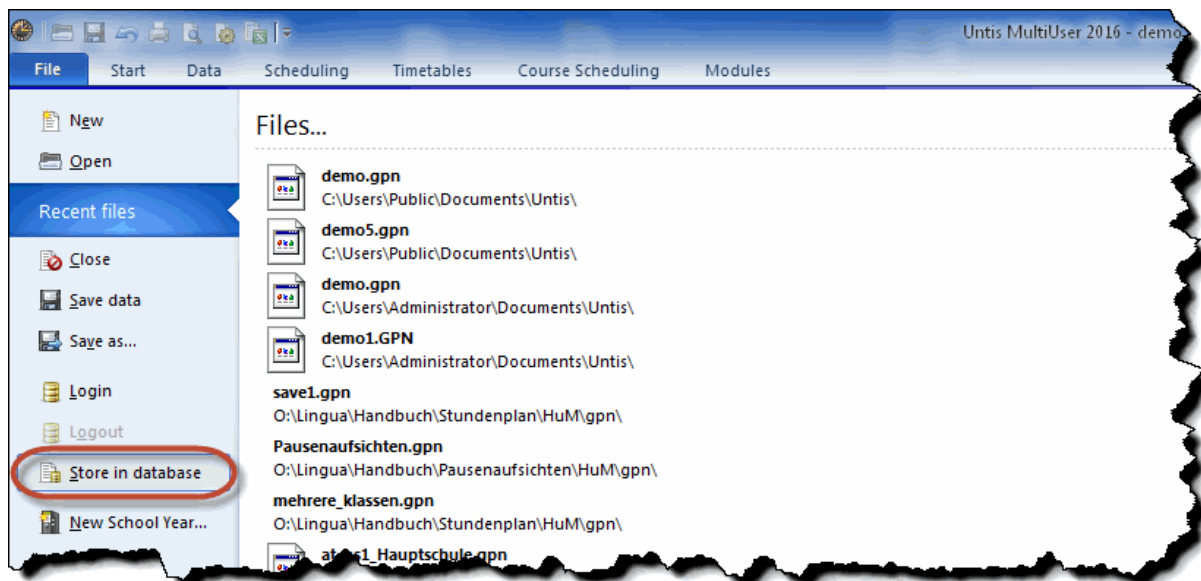 Untis MultiUser 2016 - demo
File Start Data Scheduling Timetables Course Scheduling Modules
New
Open
Recent files
Close
Save data
Save as...
Login
Logout
Store in database
New School Year...
Files...
demo.gpn
C:\Users\Public\Documents\Untis\
demo5.gpn
C:\Users\Public\Documents\Untis\
demo.gpn
C:\Users\Administrator\Documents\Untis\
demo1.GPN
C:\Users\Administrator\Documents\Untis\
save1.gpn
O:\Lingua\Handbuch\Stundenplan\HuM\gpn\
Pausenaufsichten.gpn
O:\Lingua\Handbuch\Pausenaufsichten\HuM\gpn\
mehrere_klassen.gpn
O:\Lingua\Handbuch\Stundenplan\HuM\gpn\